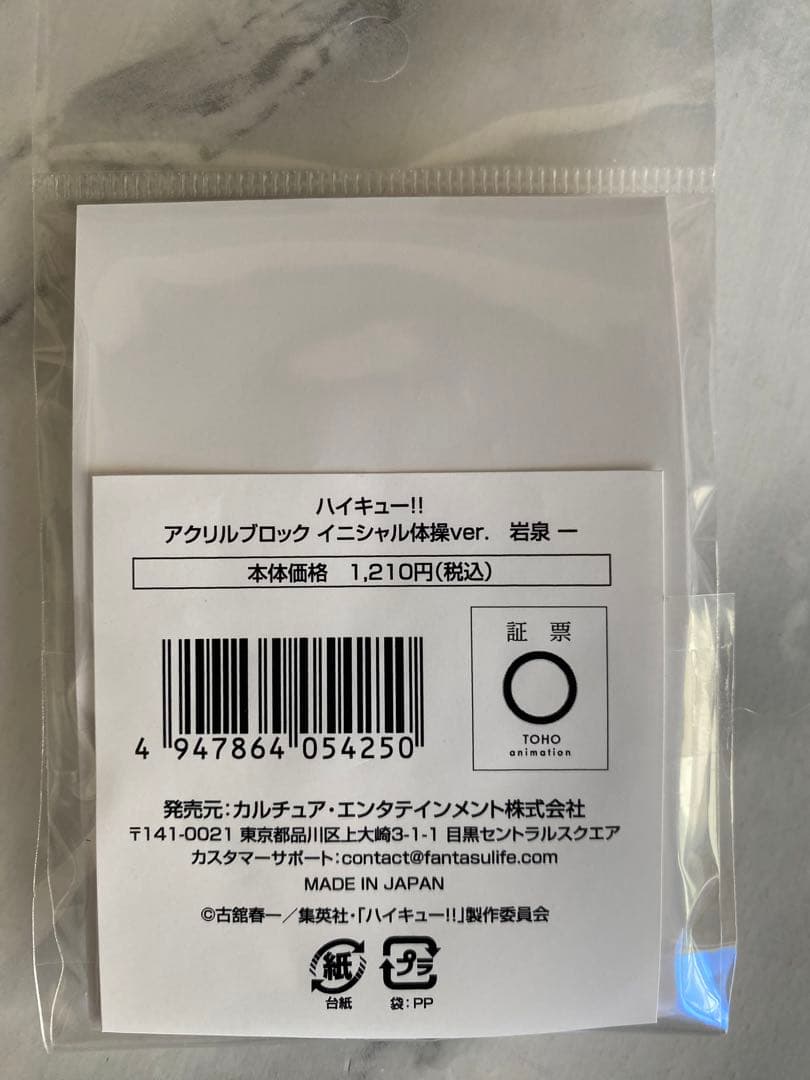 ハイキュー!!
アクリルブロック イニシャル体操ver. 岩泉 一
本体価格 1,210円(税込)
証 票
TOHO
animation
4 947864 054250
発売元:カルチュア・エンタテインメント株式会社
〒141-0021 東京都品川区上大崎3-1-1 目黒セントラルスクエア
カスタマーサポート:contact@fantasulife.com
MADE IN JAPAN
©古舘春一/集英社・「ハイキュー!!」製作委員会
紙 プラ
台紙 袋:PP